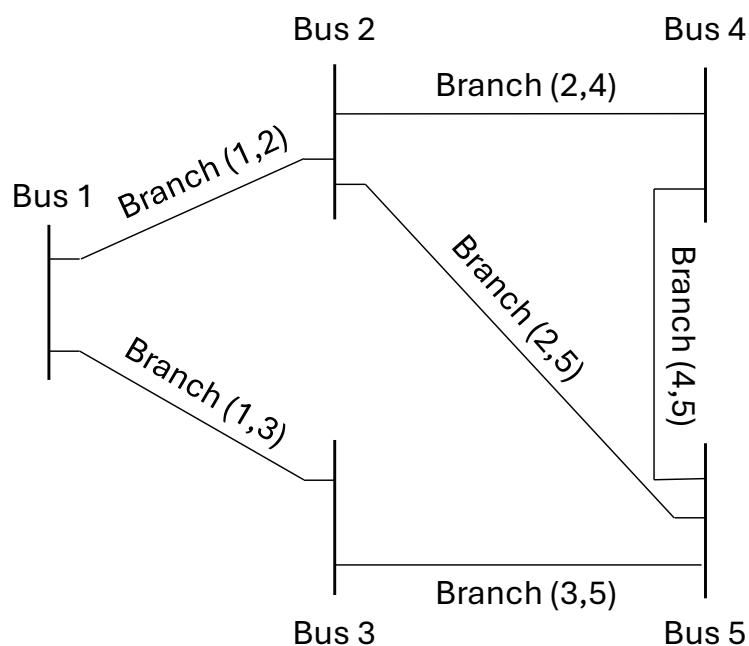 Bus 2
Bus 4
Branch (2,4)
Branch (1,2)
Bus 1
Branch (2,5)
Branch (4,5)
Branch (1,3)
Branch (3,5)
Bus 3
Bus 5